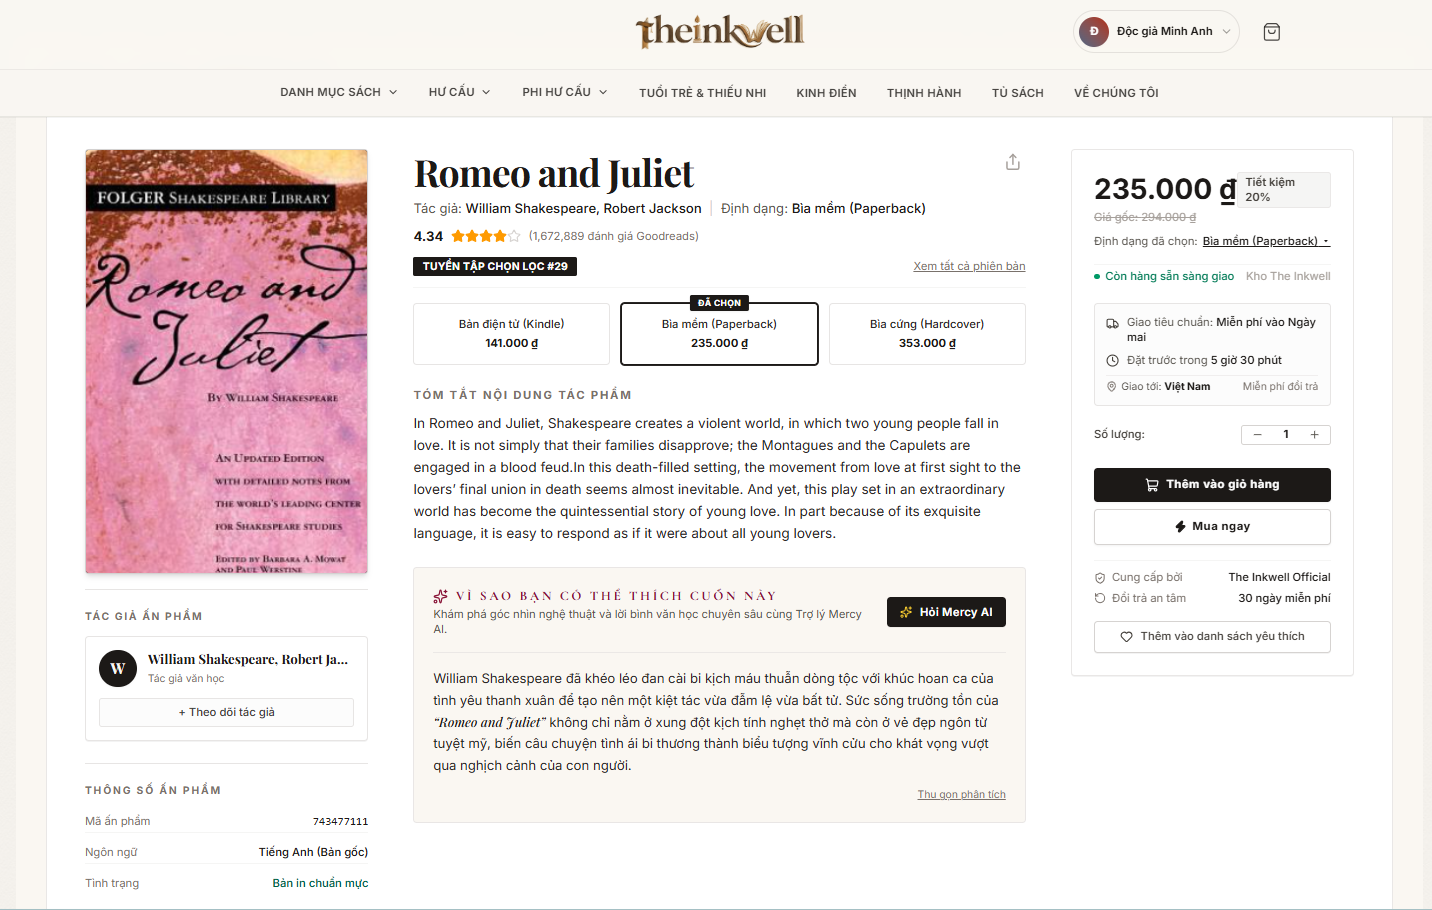 theinkwell
Đ
Độc giả Minh Anh
DANH MỤC SÁCH
HƯ CẤU
PHI HƯ CẤU
TUỔI TRẺ & THIẾU NHI
KINH ĐIỂN
THỊNH HÀNH
TỦ SÁCH
VỀ CHÚNG TÔI
FOLGER SHAKESPEARE LIBRARY
Romeo and
Juliet
BY WILLIAM SHAKESPEARE
AN UPDATED EDITION
WITH DETAILED NOTES FROM
THE WORLD'S LEADING CENTER
FOR SHAKESPEARE STUDIES
EDITED BY BARBARA A. MOWAT
AND PAUL WERSTINE
TÁC GIẢ ẤN PHẨM
W
William Shakespeare, Robert Ja...
Tác giả văn học
+ Theo dõi tác giả
THÔNG SỐ ẤN PHẨM
Mã ấn phẩm 743477111
Ngôn ngữ Tiếng Anh (Bản gốc)
Tình trạng Bản in chuẩn mực
Romeo and Juliet
Tác giả: William Shakespeare, Robert Jackson | Định dạng: Bìa mềm (Paperback)
4.34 (1,672,889 đánh giá Goodreads)
TUYỂN TẬP CHỌN LỌC #29
Xem tất cả phiên bản
Bản điện tử (Kindle)
141.000 ₫
ĐÃ CHỌN
Bìa mềm (Paperback)
235.000 ₫
Bìa cứng (Hardcover)
353.000 ₫
TÓM TẮT NỘI DUNG TÁC PHẨM
In Romeo and Juliet, Shakespeare creates a violent world, in which two young people fall in
love. It is not simply that their families disapprove; the Montagues and the Capulets are
engaged in a blood feud.In this death-filled setting, the movement from love at first sight to the
lovers’ final union in death seems almost inevitable. And yet, this play set in an extraordinary
world has become the quintessential story of young love. In part because of its exquisite
language, it is easy to respond as if it were about all young lovers.
VÌ SAO BẠN CÓ THỂ THÍCH CUỐN NÀY
Khám phá góc nhìn nghệ thuật và lời bình văn học chuyên sâu cùng Trợ lý Mercy
AI.
Hỏi Mercy AI
William Shakespeare đã khéo léo đan cài bi kịch máu thuẫn dòng tộc với khúc hoan ca của
tình yêu thanh xuân để tạo nên một kiệt tác vừa đẫm lệ vừa bất tử. Sức sống trường tồn của
“Romeo and Juliet” không chỉ nằm ở xung đột kịch tính nghẹt thở mà còn ở vẻ đẹp ngôn từ
tuyệt mỹ, biến câu chuyện tình ái bi thương thành biểu tượng vĩnh cửu cho khát vọng vượt
qua nghịch cảnh của con người.
Thu gọn phân tích
235.000 ₫
Tiết kiệm
20%
Giá gốc: 294.000 ₫
Định dạng đã chọn: Bìa mềm (Paperback)
Còn hàng sẵn sàng giao Kho The Inkwell
Giao tiêu chuẩn: Miễn phí vào Ngày
mai
Đặt trước trong 5 giờ 30 phút
Giao tới: Việt Nam Miễn phí đổi trả
Số lượng: − 1 +
Thêm vào giỏ hàng
Mua ngay
Cung cấp bởi The Inkwell Official
Đổi trả an tâm 30 ngày miễn phí
Thêm vào danh sách yêu thích